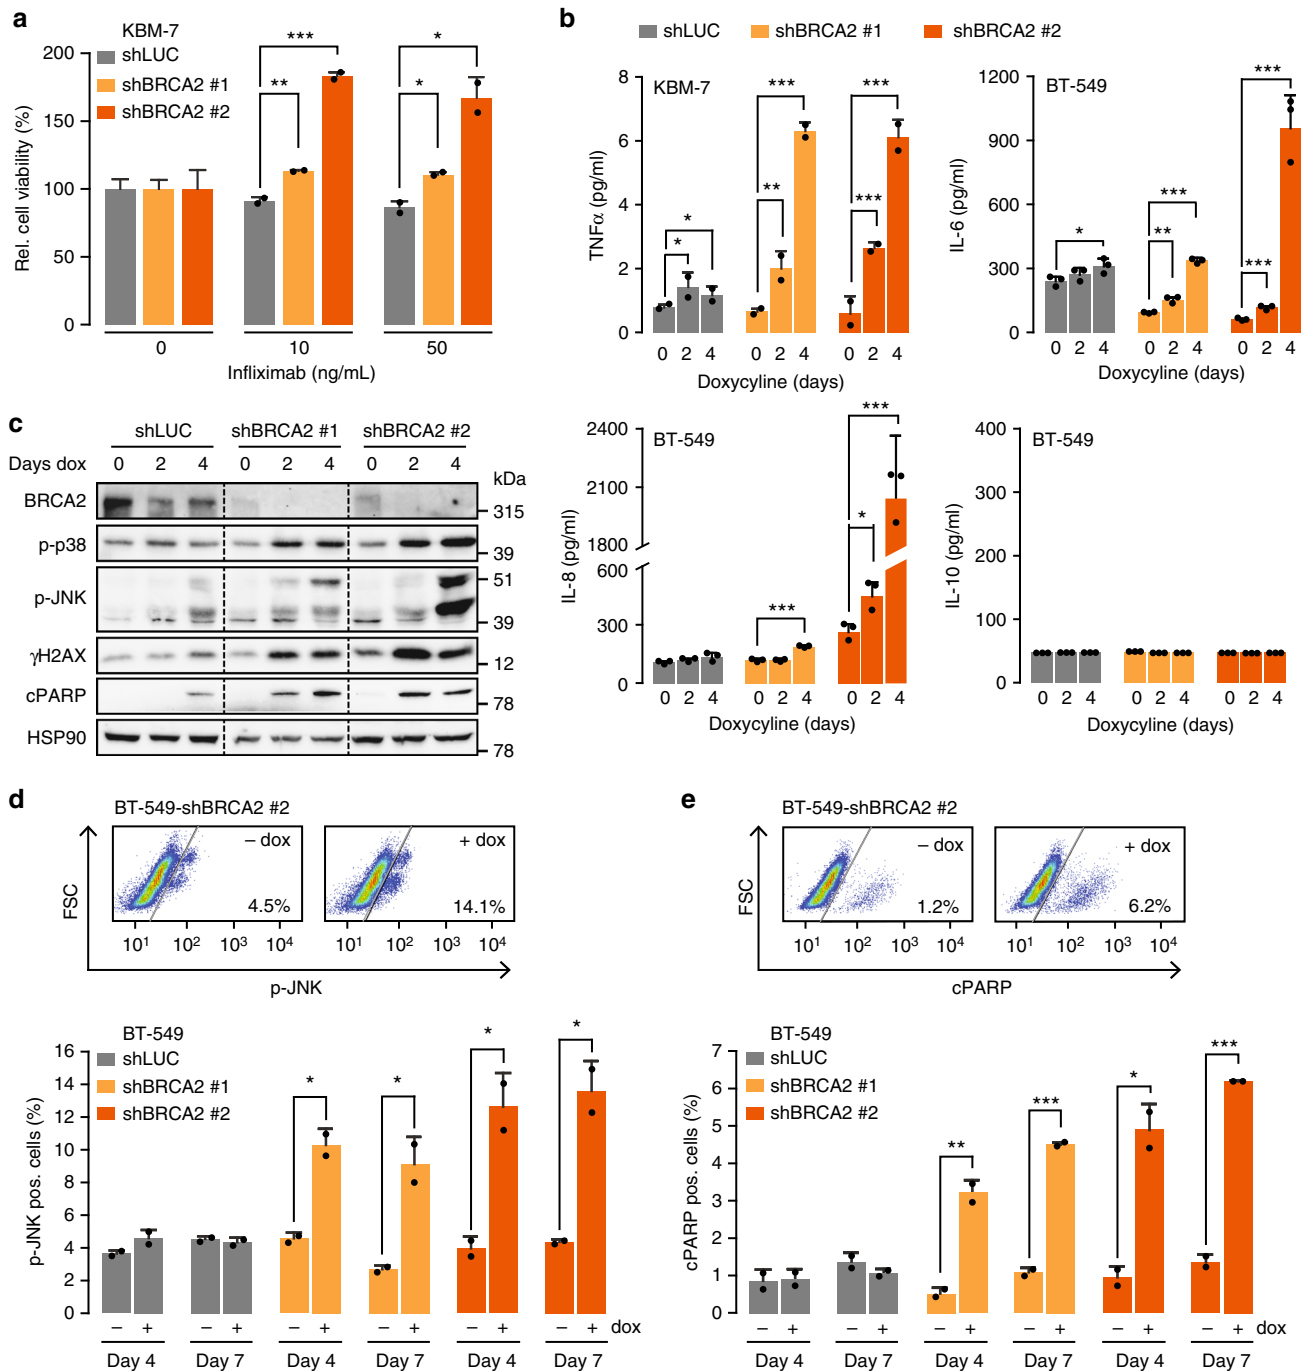 a
KBM-7
shLUC
shBRCA2 #1
shBRCA2 #2
Rel. cell viability (%)
200
150
100
50
0
*** ** * *
0 10 50
Infliximab (ng/mL)
b
shLUC shBRCA2 #1 shBRCA2 #2
KBM-7
TNFα (pg/ml)
8
6
4
2
0
* * ** *** *** ***
0 2 4 0 2 4 0 2 4
Doxycyline (days)
BT-549
IL-6 (pg/ml)
1200
900
600
300
0
* ** *** *** ***
0 2 4 0 2 4 0 2 4
Doxycyline (days)
BT-549
IL-8 (pg/ml)
2400
2100
1800
600
300
0
*** * ***
0 2 4 0 2 4 0 2 4
Doxycyline (days)
BT-549
IL-10 (pg/ml)
400
300
200
100
0
0 2 4 0 2 4 0 2 4
Doxycyline (days)
c
shLUC shBRCA2 #1 shBRCA2 #2
Days dox 0 2 4 0 2 4 0 2 4 kDa
BRCA2 315
p-p38 39
p-JNK 51
39
γH2AX 12
cPARP 78
HSP90 78
d
BT-549-shBRCA2 #2
FSC
– dox
4.5%
+ dox
14.1%
10¹ 10² 10³ 10⁴ 10¹ 10² 10³ 10⁴
p-JNK
BT-549
shLUC
shBRCA2 #1
shBRCA2 #2
p-JNK pos. cells (%)
16
14
12
10
8
6
4
2
0
* * * *
– + – + – + – + – + – + dox
Day 4 Day 7 Day 4 Day 7 Day 4 Day 7
e
BT-549-shBRCA2 #2
FSC
– dox
1.2%
+ dox
6.2%
10¹ 10² 10³ 10⁴ 10¹ 10² 10³ 10⁴
cPARP
BT-549
shLUC
shBRCA2 #1
shBRCA2 #2
cPARP pos. cells (%)
7
6
5
4
3
2
1
0
** *** * ***
– + – + – + – + – + – + dox
Day 4 Day 7 Day 4 Day 7 Day 4 Day 7